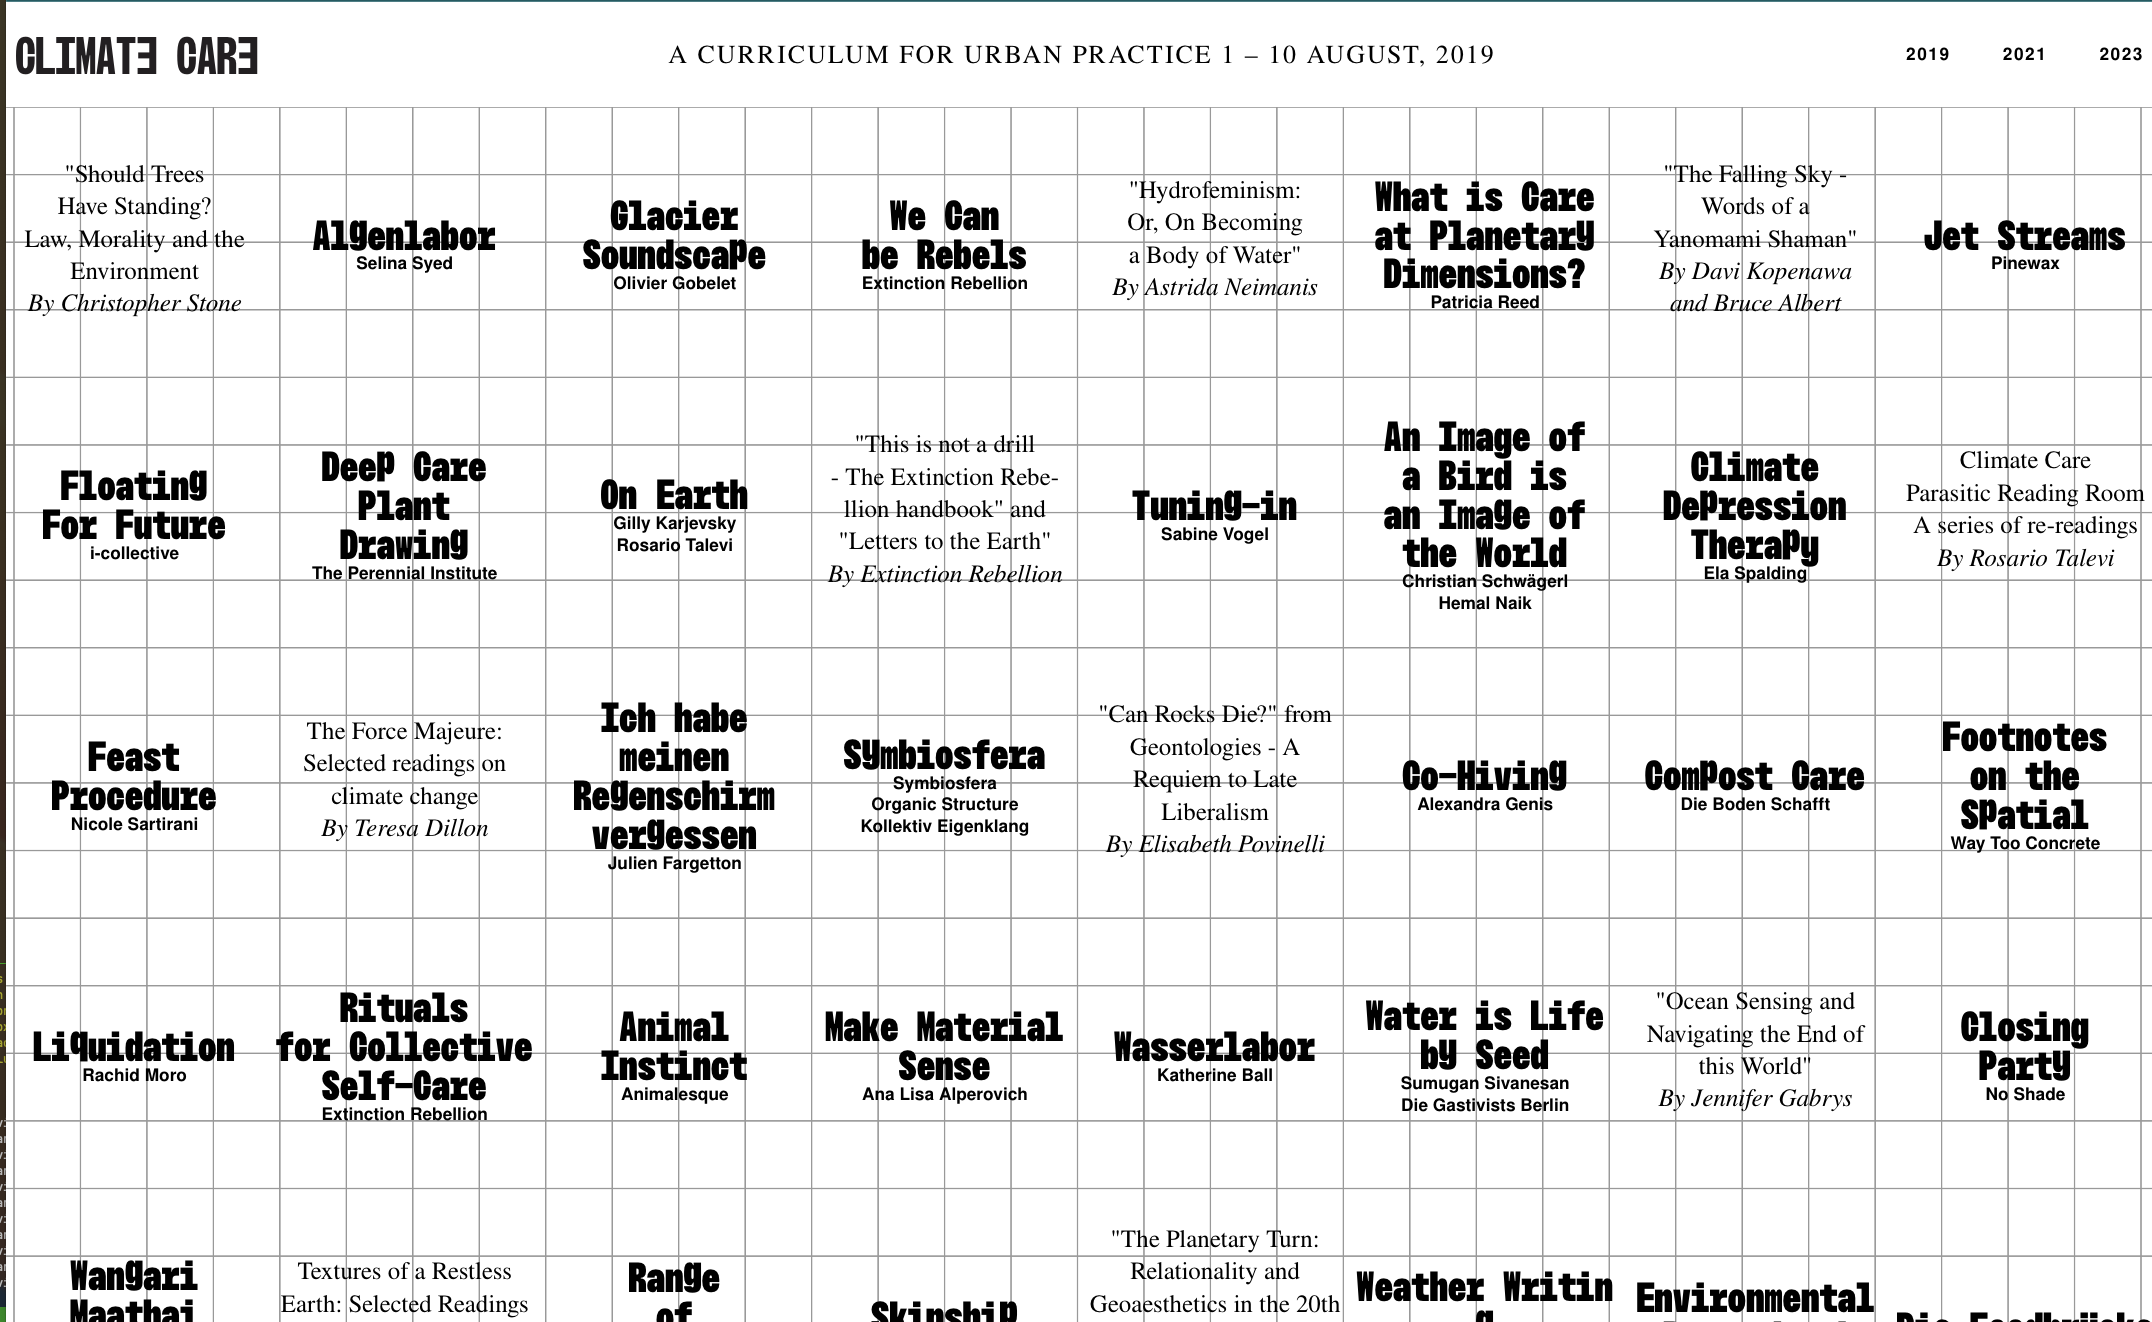 CLIMATE CARE
A CURRICULUM FOR URBAN PRACTICE 1 – 10 AUGUST, 2019
2019 2021 2023
"Should Trees
Have Standing?
Law, Morality and the
Environment
By Christopher Stone
Algenlabor
Selina Syed
Glacier
Soundscape
Olivier Gobelet
We Can
be Rebels
Extinction Rebellion
"Hydrofeminism:
Or, On Becoming
a Body of Water"
By Astrida Neimanis
What is Care
at Planetary
Dimensions?
Patricia Reed
"The Falling Sky -
Words of a
Yanomami Shaman"
By Davi Kopenawa
and Bruce Albert
Jet Streams
Pinewax
Floating
For Future
i-collective
Deep Care
Plant
Drawing
The Perennial Institute
On Earth
Gilly Karjevsky
Rosario Talevi
"This is not a drill
- The Extinction Rebe-
llion handbook" and
"Letters to the Earth"
By Extinction Rebellion
Tuning-in
Sabine Vogel
An Image of
a Bird is
an Image of
the World
Christian Schwägerl
Hemal Naik
Climate
Depression
Therapy
Ela Spalding
Climate Care
Parasitic Reading Room
A series of re-readings
By Rosario Talevi
Feast
Procedure
Nicole Sartirani
The Force Majeure:
Selected readings on
climate change
By Teresa Dillon
Ich habe
meinen
Regenschirm
vergessen
Julien Fargetton
Symbiosfera
Symbiosfera
Organic Structure
Kollektiv Eigenklang
"Can Rocks Die?" from
Geontologies - A
Requiem to Late
Liberalism
By Elisabeth Povinelli
Co-Hiving
Alexandra Genis
Compost Care
Die Boden Schafft
Footnotes
on the
Spatial
Way Too Concrete
Liquidation
Rachid Moro
Rituals
for Collective
Self-Care
Extinction Rebellion
Animal
Instinct
Animalesque
Make Material
Sense
Ana Lisa Alperovich
Wasserlabor
Katherine Ball
Water is Life
by Seed
Sumugan Sivanesan
Die Gastivists Berlin
"Ocean Sensing and
Navigating the End of
this World"
By Jennifer Gabrys
Closing
Party
No Shade
Wangari
Maathai
Textures of a Restless
Earth: Selected Readings
Range
of
Skinship
"The Planetary Turn:
Relationality and
Geoaesthetics in the 20th
Weather Writin
g
Environmental